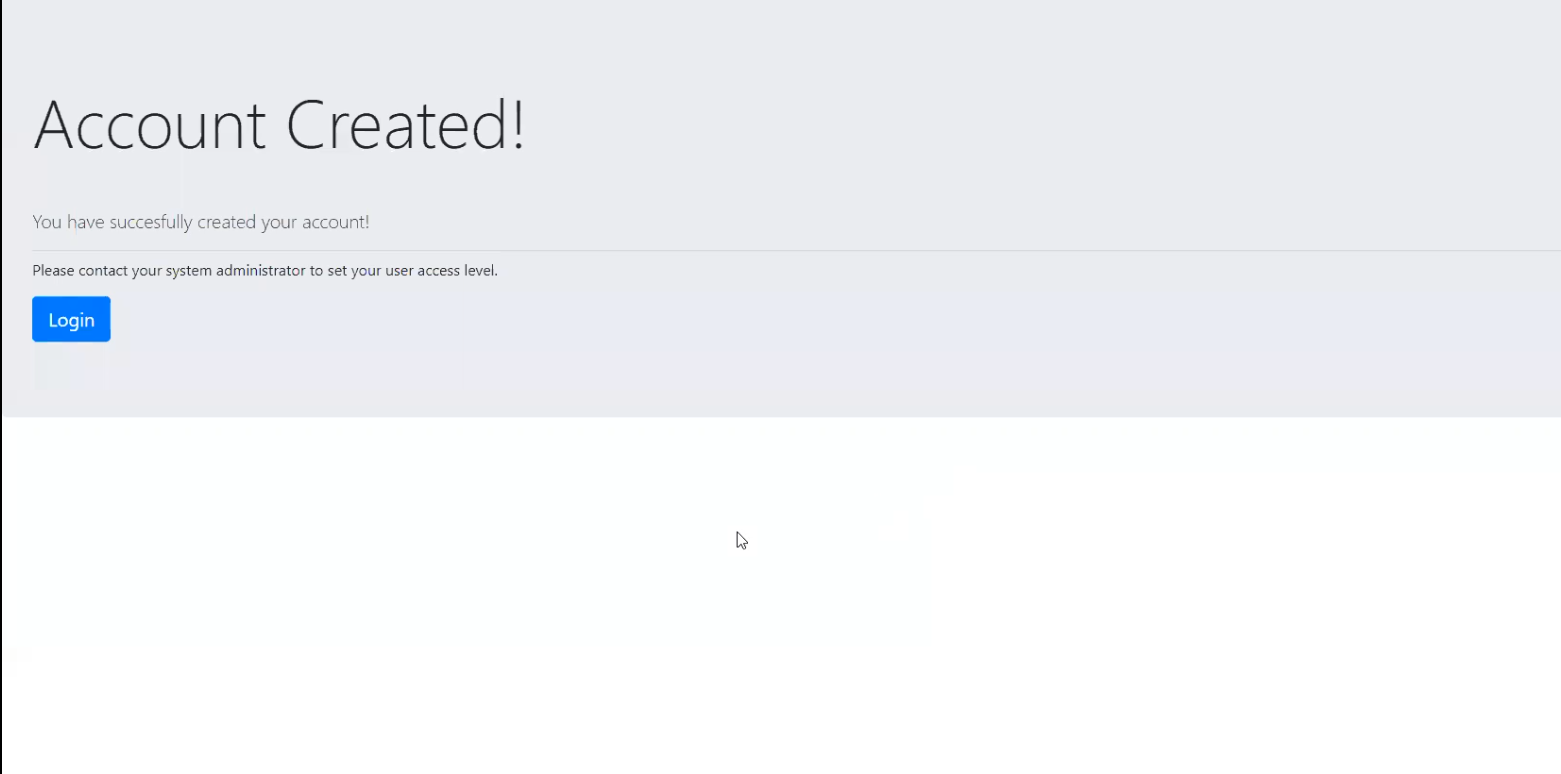 Account Created!
You have succesfully created your account!
Please contact your system administrator to set your user access level.
Login